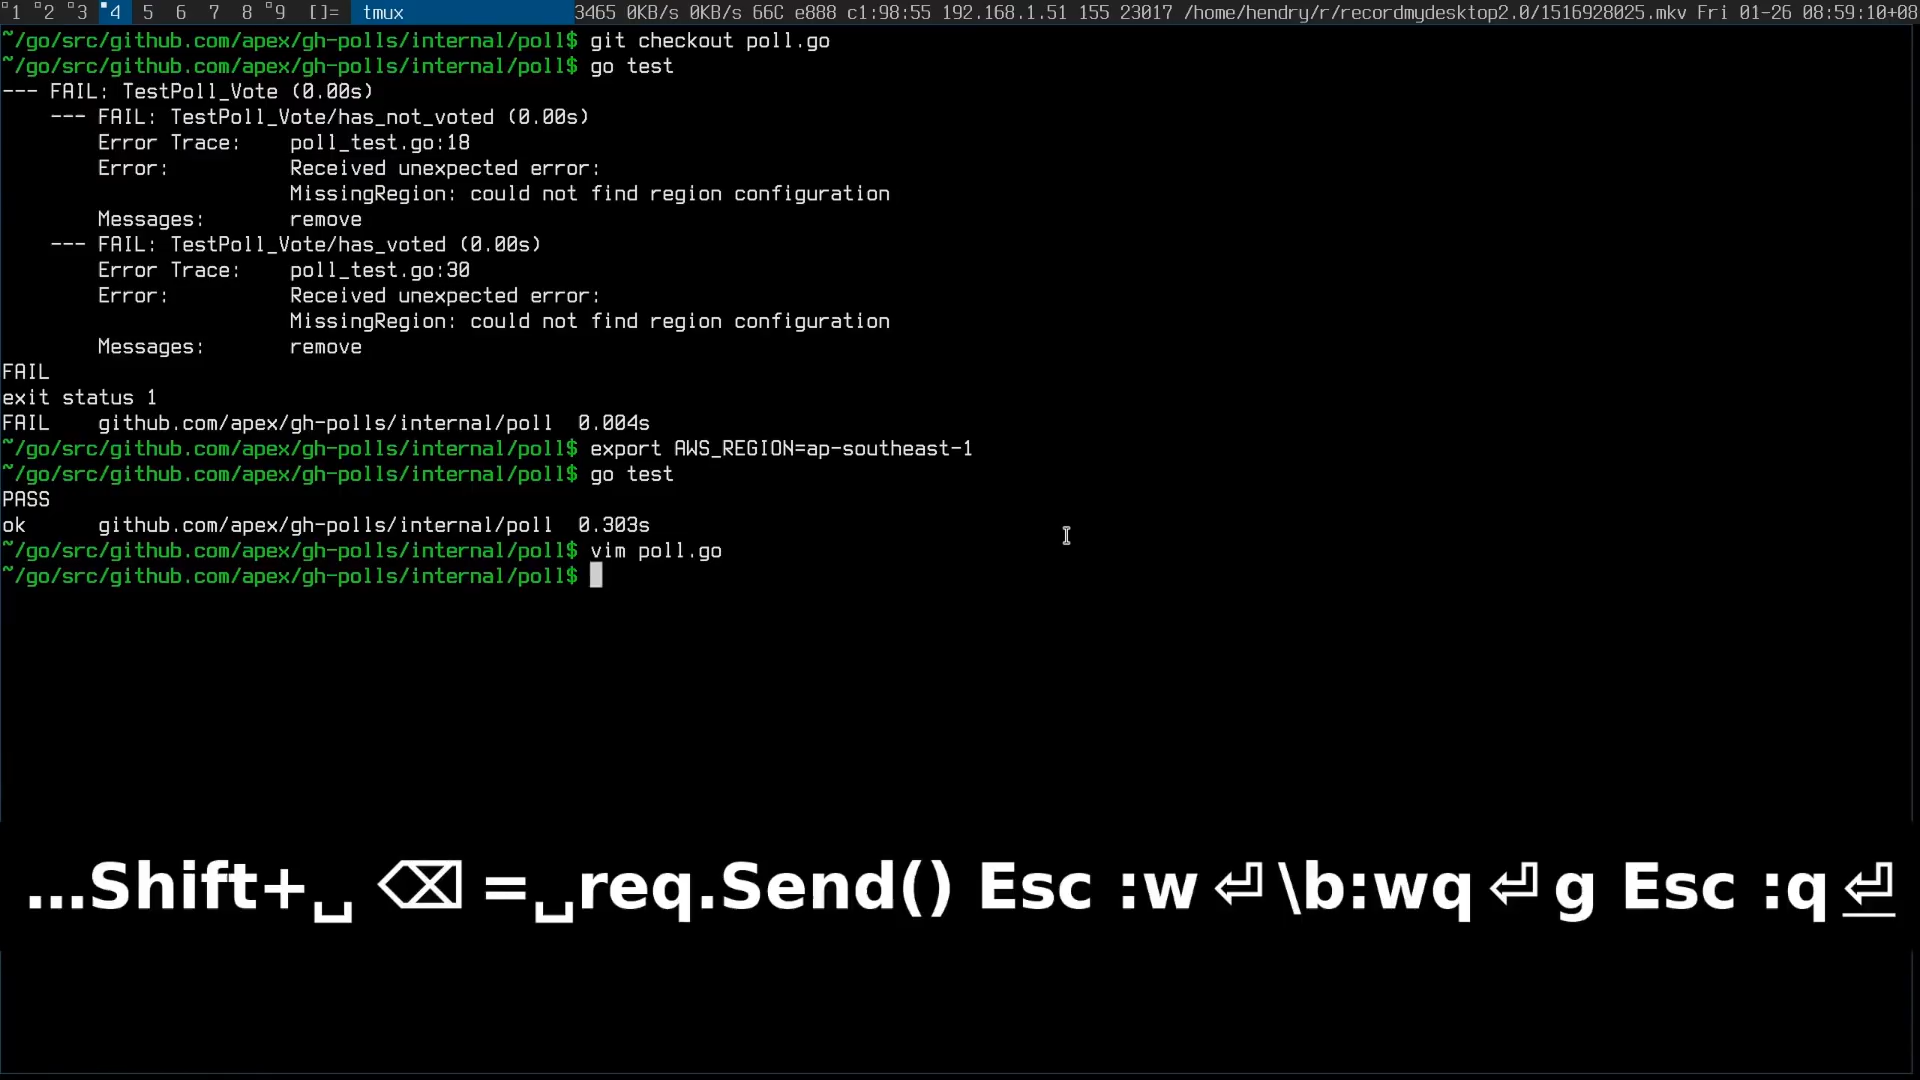 1 2 3 4 5 6 7 8 9 []= tmux 3465 0KB/s 0KB/s 66C e888 c1:98:55 192.168.1.51 155 23017 /home/hendry/r/recordmydesktop2.0/1516928025.mkv Fri 01-26 08:59:10+08
~/go/src/github.com/apex/gh-polls/internal/poll$ git checkout poll.go
~/go/src/github.com/apex/gh-polls/internal/poll$ go test
--- FAIL: TestPoll_Vote (0.00s)
    --- FAIL: TestPoll_Vote/has_not_voted (0.00s)
        Error Trace:    poll_test.go:18
        Error:          Received unexpected error:
                        MissingRegion: could not find region configuration
        Messages:       remove
    --- FAIL: TestPoll_Vote/has_voted (0.00s)
        Error Trace:    poll_test.go:30
        Error:          Received unexpected error:
                        MissingRegion: could not find region configuration
        Messages:       remove
FAIL
exit status 1
FAIL    github.com/apex/gh-polls/internal/poll  0.004s
~/go/src/github.com/apex/gh-polls/internal/poll$ export AWS_REGION=ap-southeast-1
~/go/src/github.com/apex/gh-polls/internal/poll$ go test
PASS
ok      github.com/apex/gh-polls/internal/poll  0.303s
~/go/src/github.com/apex/gh-polls/internal/poll$ vim poll.go
~/go/src/github.com/apex/gh-polls/internal/poll$
…Shift+␣ ⌫ =␣req.Send() Esc :w⏎\b:wq⏎g Esc :q⏎